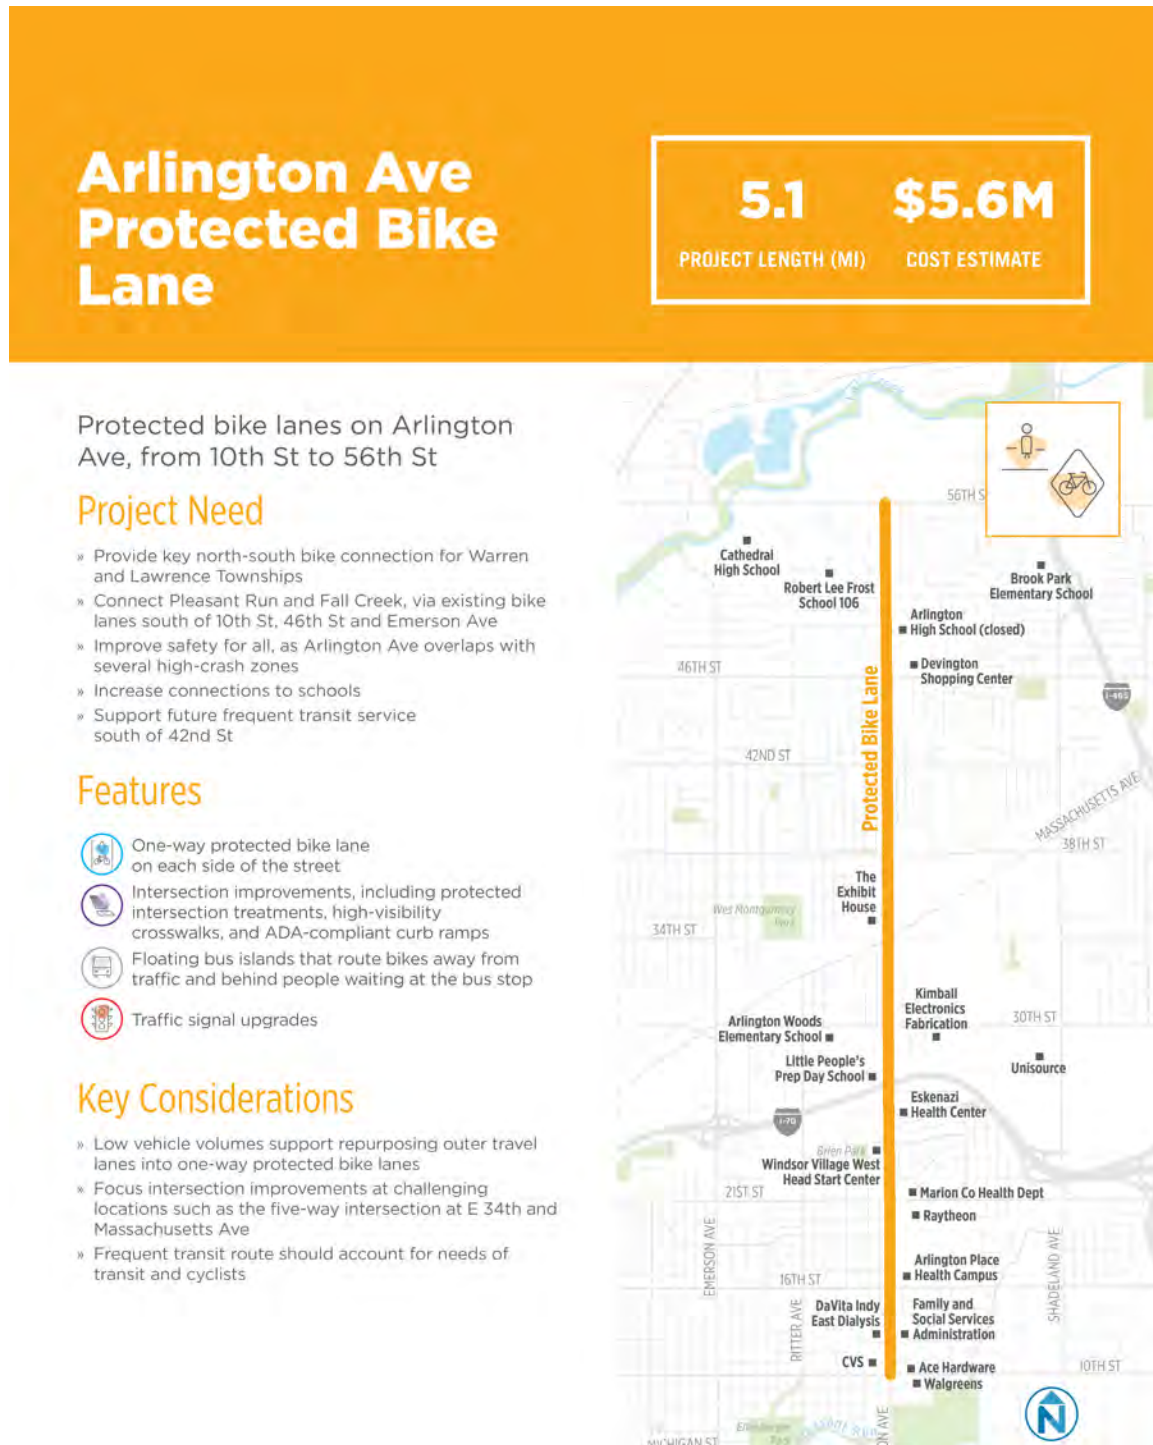 Arlington Ave
Protected Bike
Lane
5.1
PROJECT LENGTH (MI)
$5.6M
COST ESTIMATE
Protected bike lanes on Arlington
Ave, from 10th St to 56th St
Project Need
» Provide key north-south bike connection for Warren
and Lawrence Townships
» Connect Pleasant Run and Fall Creek, via existing bike
lanes south of 10th St, 46th St and Emerson Ave
» Improve safety for all, as Arlington Ave overlaps with
several high-crash zones
» Increase connections to schools
» Support future frequent transit service
south of 42nd St
Features
One-way protected bike lane
on each side of the street
Intersection improvements, including protected
intersection treatments, high-visibility
crosswalks, and ADA-compliant curb ramps
Floating bus islands that route bikes away from
traffic and behind people waiting at the bus stop
Traffic signal upgrades
Key Considerations
» Low vehicle volumes support repurposing outer travel
lanes into one-way protected bike lanes
» Focus intersection improvements at challenging
locations such as the five-way intersection at E 34th and
Massachusetts Ave
» Frequent transit route should account for needs of
transit and cyclists
56TH S
Cathedral
High School
Robert Lee Frost
School 106
Brook Park
Elementary School
Arlington
High School (closed)
46TH ST
Devington
Shopping Center
I-465
Protected Bike Lane
42ND ST
MASSACHUSETTS AVE
38TH ST
The
Exhibit
House
Wes Montgomery
Park
34TH ST
Kimball
Electronics
Fabrication
30TH ST
Arlington Woods
Elementary School
Little People's
Prep Day School
Unisource
Eskenazi
Health Center
I-70
Brien Park
Windsor Village West
Head Start Center
21ST ST
Marion Co Health Dept
Raytheon
EMERSON AVE
SHADELAND AVE
Arlington Place
Health Campus
16TH ST
RITTER AVE
DaVita Indy
East Dialysis
Family and
Social Services
Administration
CVS
Ace Hardware
Walgreens
10TH ST
N
Ellenberger
Park
Pleasant Run
ON AVE
MICHIGAN ST